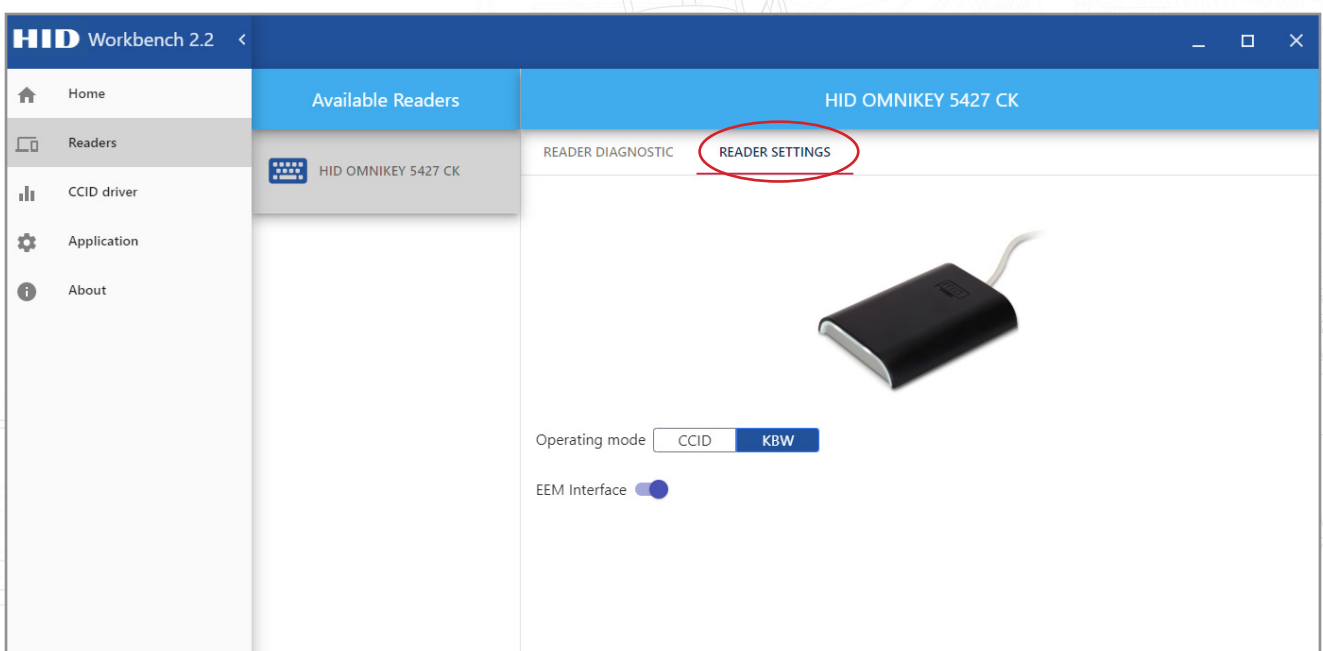 HID Workbench 2.2 <
Home
Readers
CCID driver
Application
About
Available Readers
HID OMNIKEY 5427 CK
HID OMNIKEY 5427 CK
READER DIAGNOSTIC READER SETTINGS
HID
Operating mode CCID KBW
EEM Interface